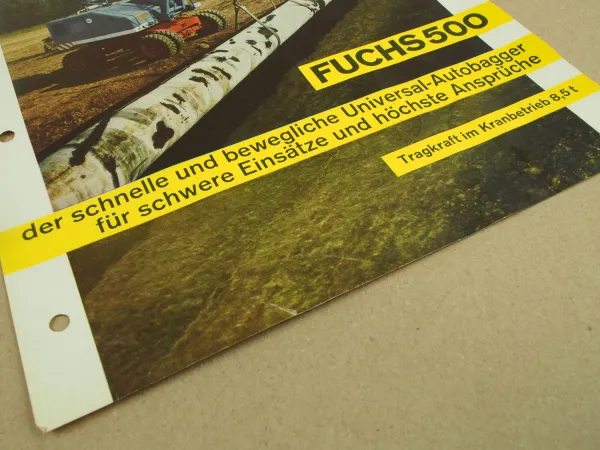 FUCHS 500
der schnelle und bewegliche Universal-Autobagger
für schwere Einsätze und höchste Ansprüche
Tragkraft im Kranbetrieb 8,5 t